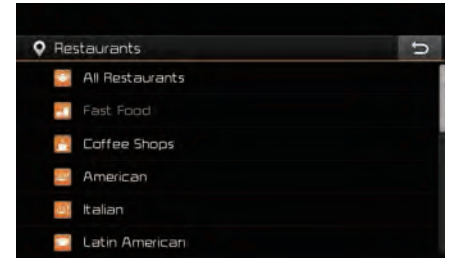 Restaurants
All Restaurants
Fast Food
Coffee Shops
American
Italian
Latin American